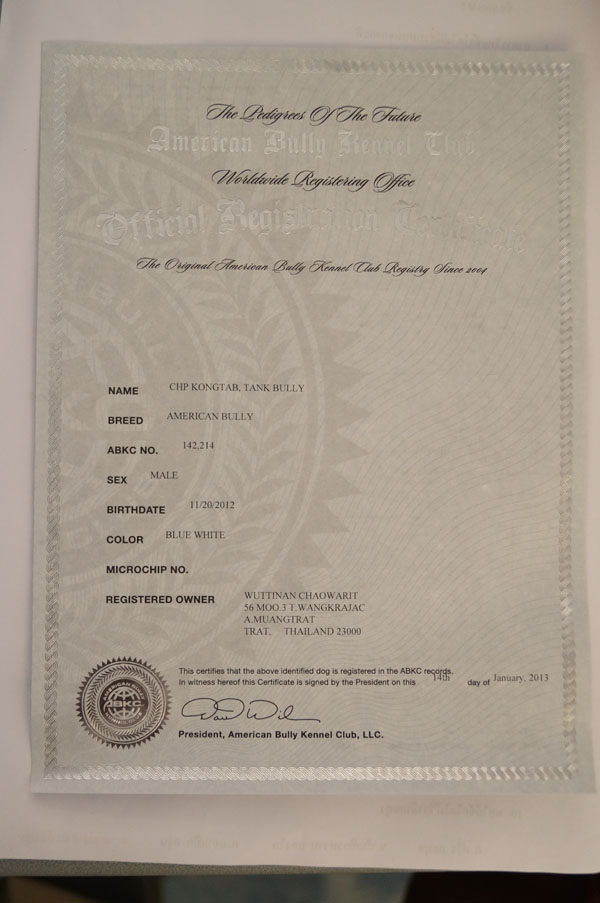 The Pedigrees Of The Future
American Bully Kennel Club
Worldwide Registering Office
Official Registration Certificate
The Original American Bully Kennel Club Registry Since 2004
NAME CHP KONGTAB, TANK BULLY
BREED AMERICAN BULLY
ABKC NO. 142,214
SEX MALE
BIRTHDATE 11/20/2012
COLOR BLUE WHITE
MICROCHIP NO.
REGISTERED OWNER WUTTINAN CHAOWARIT
56 MOO.3 T.WANGKRAJAC
A.MUANGTRAT
TRAT, THAILAND 23000
This certifies that the above identified dog is registered in the ABKC records.
In witness hereof this Certificate is signed by the President on this 14th day of January, 2013
ABKC
President, American Bully Kennel Club, LLC.